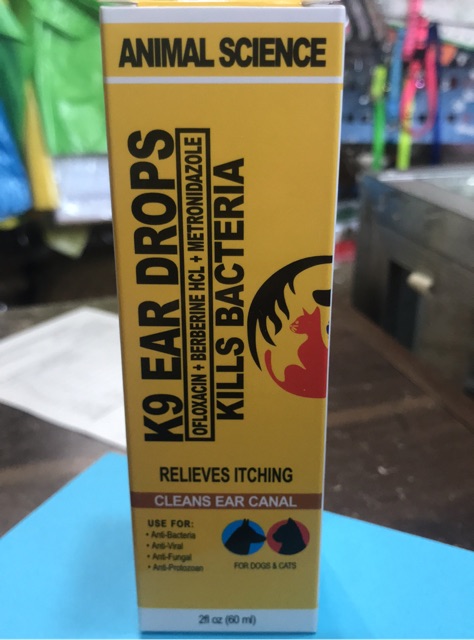 ANIMAL SCIENCE
K9 EAR DROPS
OFLOXACIN + BERBERINE HCL + METRONIDAZOLE
KILLS BACTERIA
RELIEVES ITCHING
CLEANS EAR CANAL
USE FOR:
• Anti-Bacteria
• Anti-Viral
• Anti-Fungal
• Anti-Protozoan
FOR DOGS & CATS
2fl oz (60 ml)